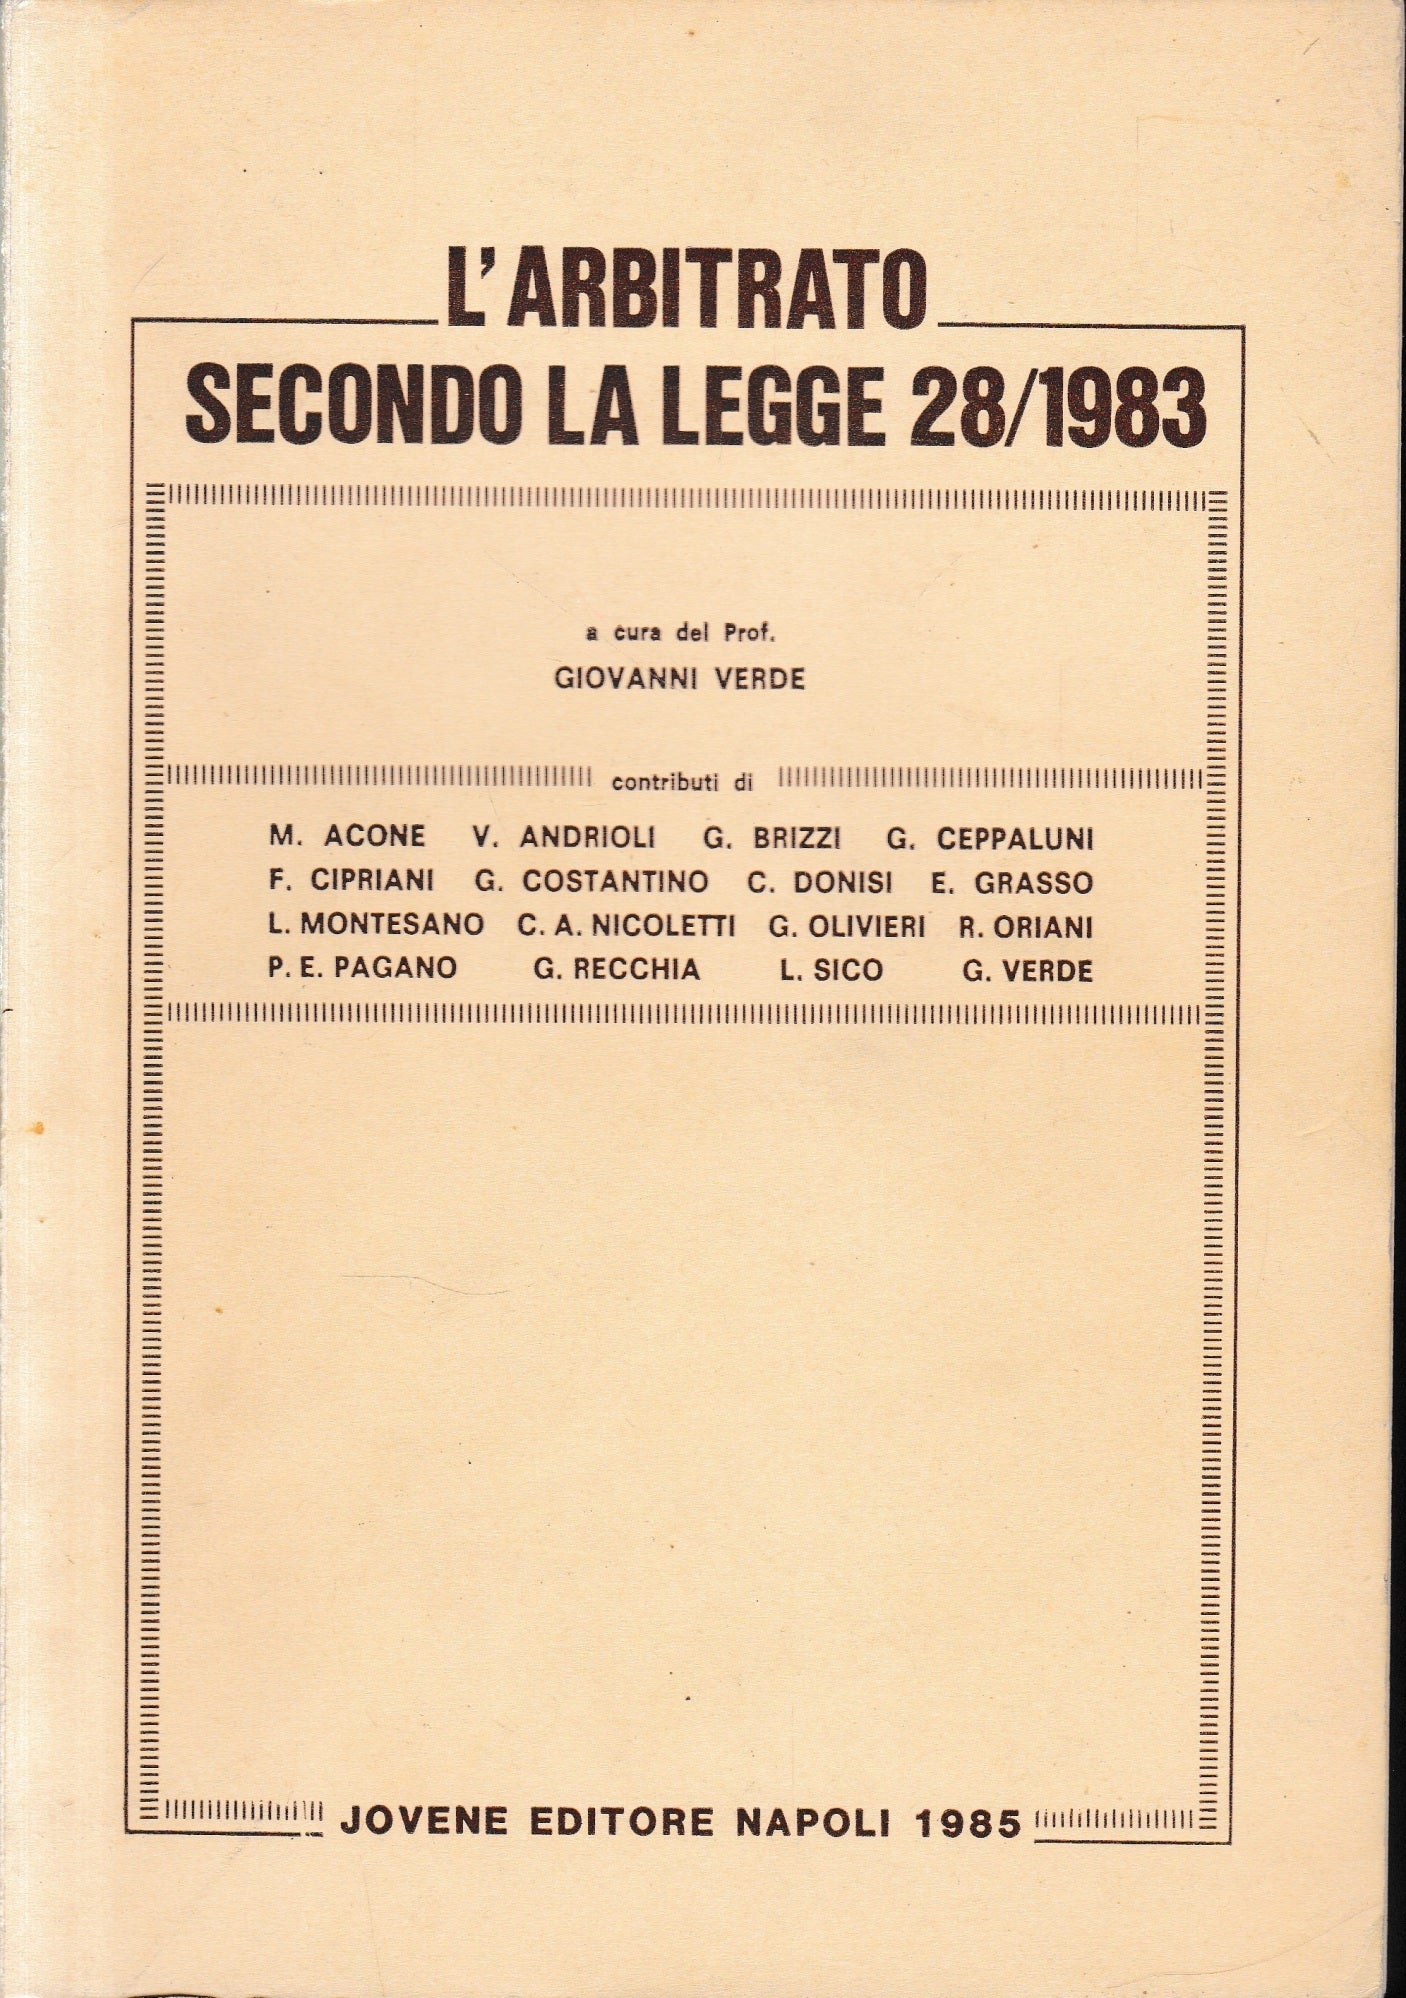 L'ARBITRATO
SECONDO LA LEGGE 28/1983
a cura del Prof.
GIOVANNI VERDE
contributi di
M. ACONE V. ANDRIOLI G. BRIZZI G. CEPPALUNI
F. CIPRIANI G. COSTANTINO C. DONISI E. GRASSO
L. MONTESANO C. A. NICOLETTI G. OLIVIERI R. ORIANI
P. E. PAGANO G. RECCHIA L. SICO G. VERDE
JOVENE EDITORE NAPOLI 1985